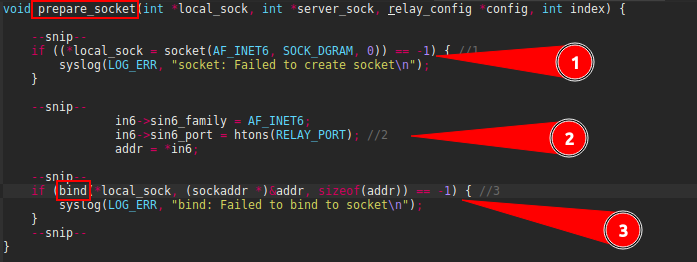 void prepare_socket(int *local_sock, int *server_sock, relay_config *config, int index) {
--snip--
if ((*local_sock = socket(AF_INET6, SOCK_DGRAM, 0)) == -1) { //1
syslog(LOG_ERR, "socket: Failed to create socket\n");
}
1
--snip--
in6->sin6_family = AF_INET6;
in6->sin6_port = htons(RELAY_PORT); //2
addr = *in6;
2
--snip--
if (bind(*local_sock, (sockaddr *)&addr, sizeof(addr)) == -1) { //3
syslog(LOG_ERR, "bind: Failed to bind to socket\n");
}
3
--snip--
}